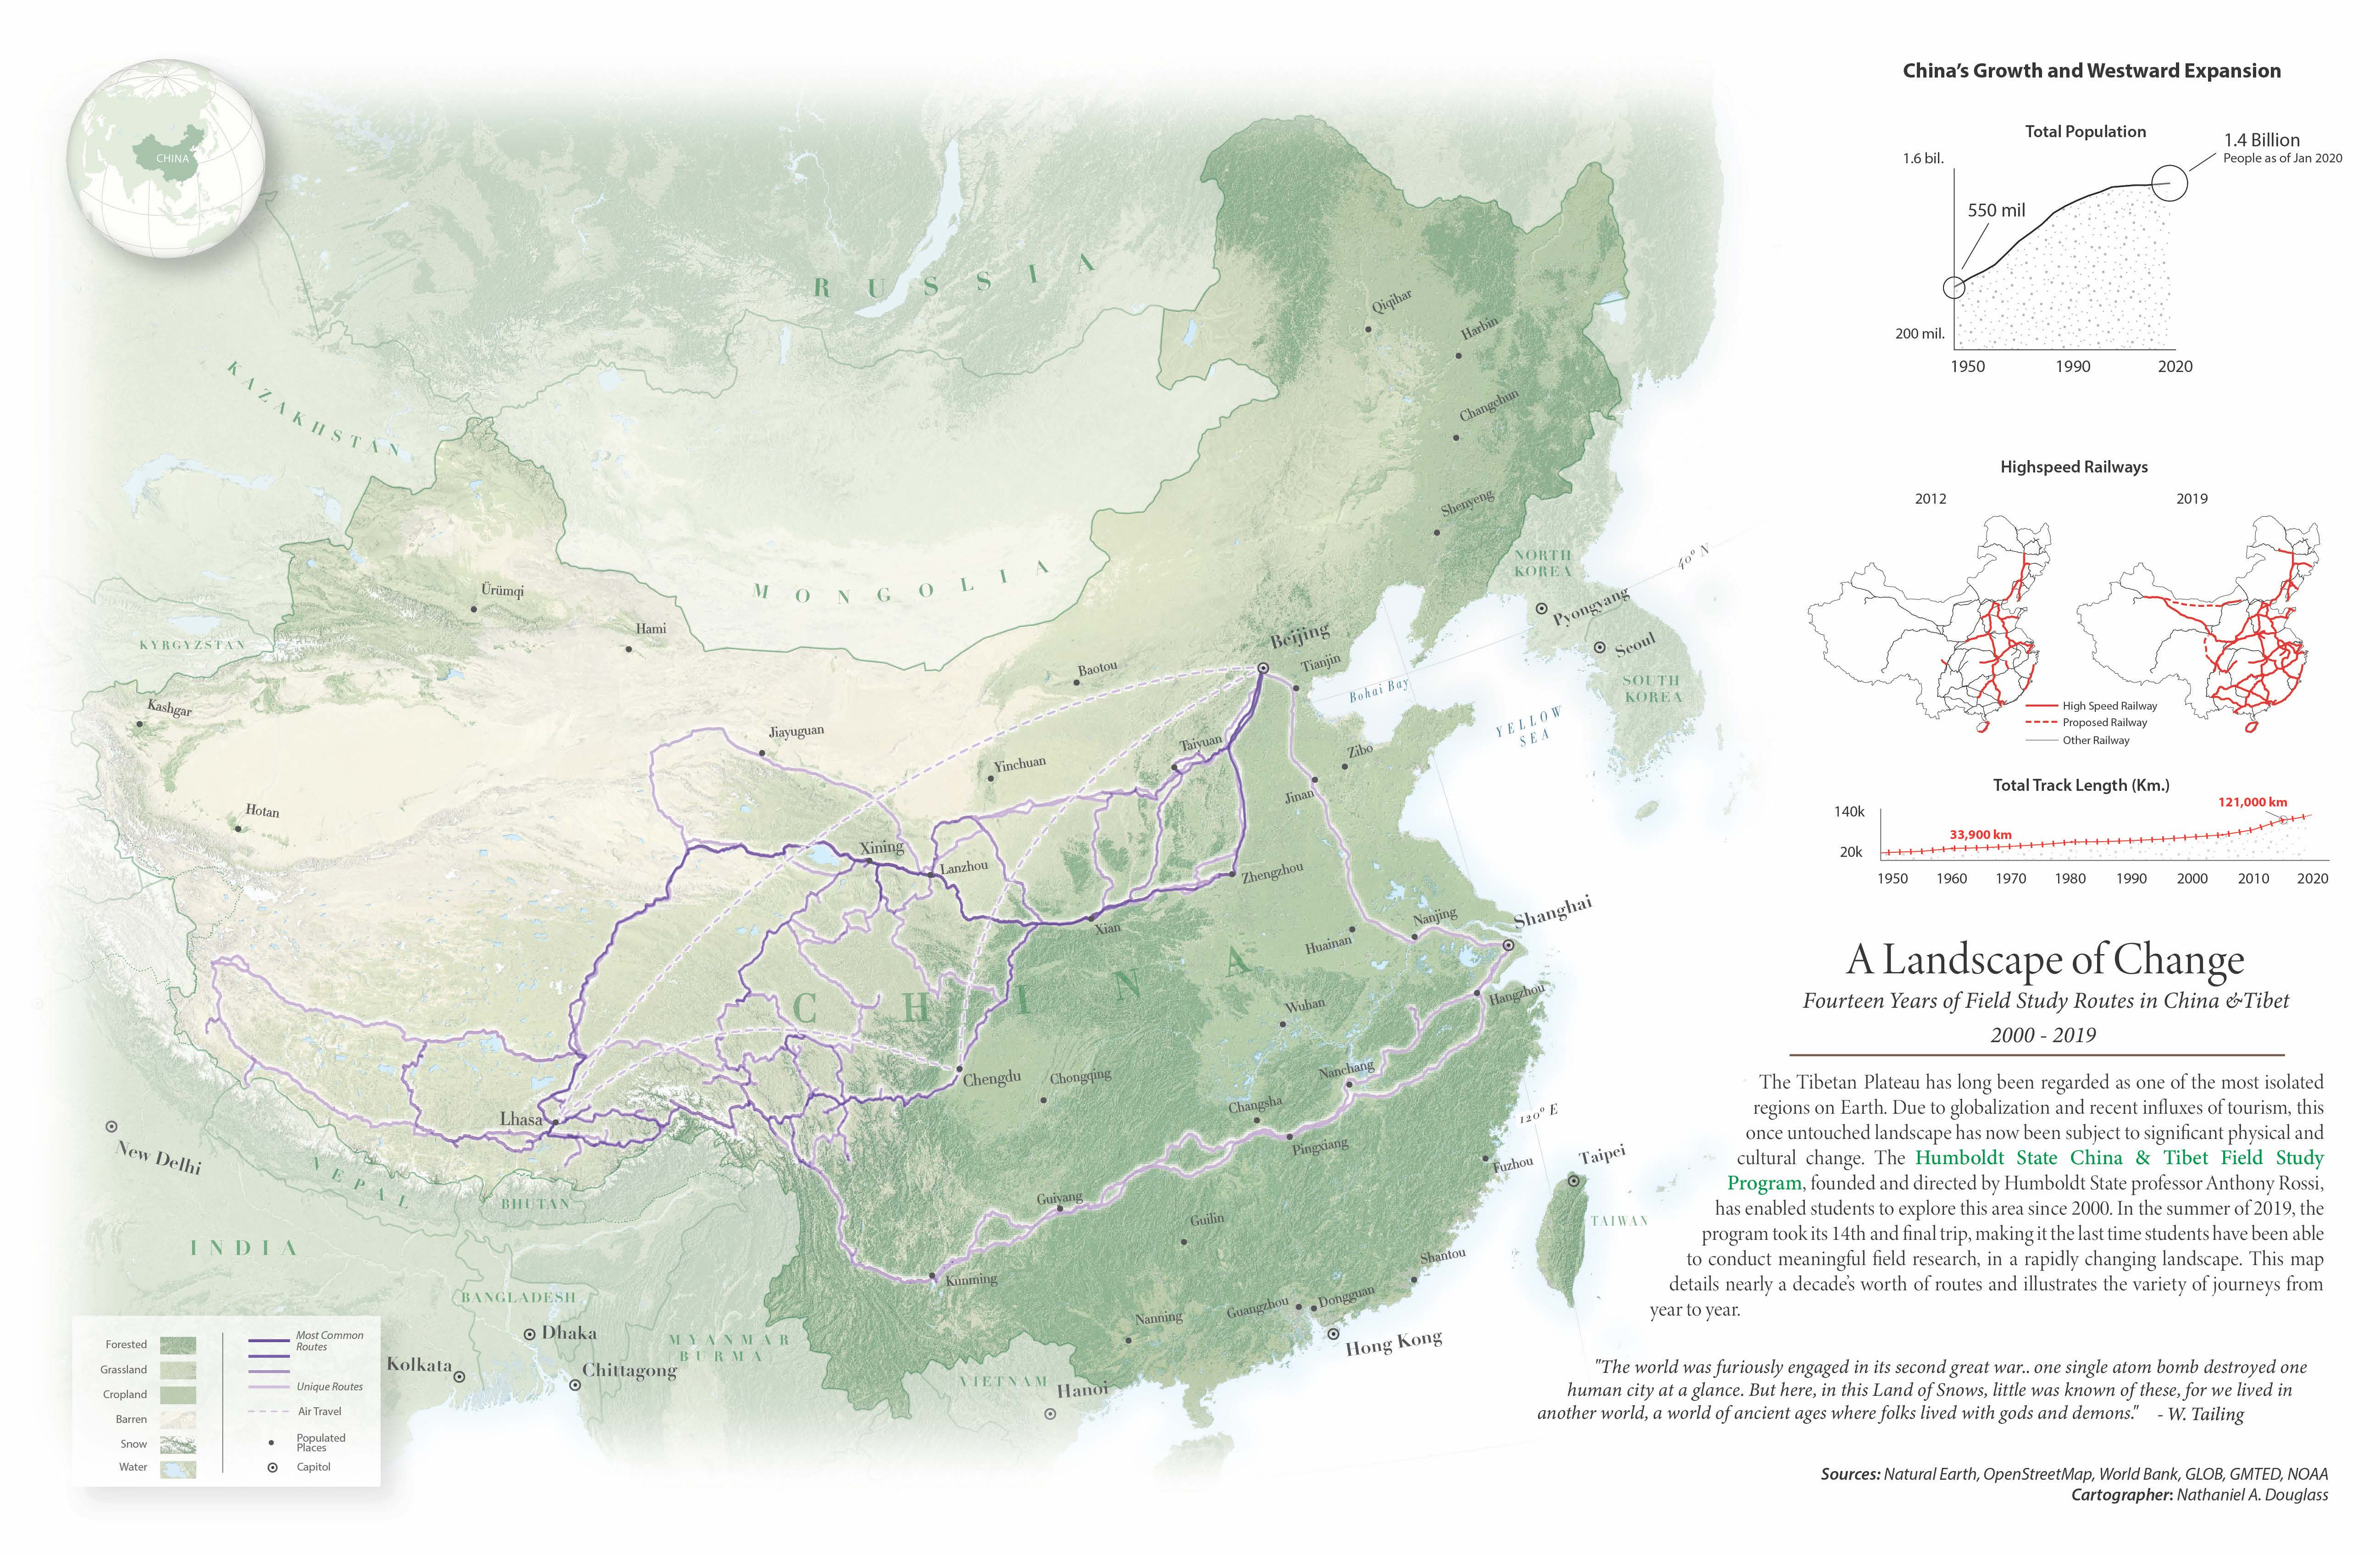 CHINA
RUSSIA
KAZAKHSTAN
MONGOLIA
KYRGYZSTAN
NORTH
KOREA
SOUTH
KOREA
CHINA
NEPAL
BHUTAN
INDIA
BANGLADESH
MYANMAR
BURMA
VIETNAM
TAIWAN
Qiqihar
Harbin
Changchun
Shenyeng
40° N
Ürümqi
Hami
Pyongyang
Seoul
Beijing
Tianjin
Baotou
Bohai Bay
YELLOW
SEA
Kashgar
Jiayuguan
Taiyuan
Zibo
Yinchuan
Jinan
Hotan
Xining
Lanzhou
Zhengzhou
Xian
Huainan
Nanjing
Shanghai
Hangzhou
Wuhan
Chengdu
Chongqing
Nanchang
Changsha
Pingxiang
120° E
Lhasa
New Delhi
Fuzhou
Taipei
Guiyang
Guilin
Kunming
Shantou
Nanning
Guangzhou
Dongguan
Hong Kong
Dhaka
Kolkata
Chittagong
Hanoi
Forested
Grassland
Cropland
Barren
Snow
Water
Most Common
Routes
Unique Routes
Air Travel
Populated
Places
Capitol
China's Growth and Westward Expansion
Total Population
1.6 bil.
1.4 Billion
People as of Jan 2020
550 mil
200 mil.
1950 1990 2020
Highspeed Railways
2012 2019
High Speed Railway
Proposed Railway
Other Railway
Total Track Length (Km.)
140k
121,000 km
33,900 km
20k
1950 1960 1970 1980 1990 2000 2010 2020
A Landscape of Change
Fourteen Years of Field Study Routes in China &Tibet
2000 - 2019
The Tibetan Plateau has long been regarded as one of the most isolated
regions on Earth. Due to globalization and recent influxes of tourism, this
once untouched landscape has now been subject to significant physical and
cultural change. The Humboldt State China & Tibet Field Study
Program, founded and directed by Humboldt State professor Anthony Rossi,
has enabled students to explore this area since 2000. In the summer of 2019, the
program took its 14th and final trip, making it the last time students have been able
to conduct meaningful field research, in a rapidly changing landscape. This map
details nearly a decade's worth of routes and illustrates the variety of journeys from
year to year.
"The world was furiously engaged in its second great war.. one single atom bomb destroyed one
human city at a glance. But here, in this Land of Snows, little was known of these, for we lived in
another world, a world of ancient ages where folks lived with gods and demons." - W. Tailing
Sources: Natural Earth, OpenStreetMap, World Bank, GLOB, GMTED, NOAA
Cartographer: Nathaniel A. Douglass